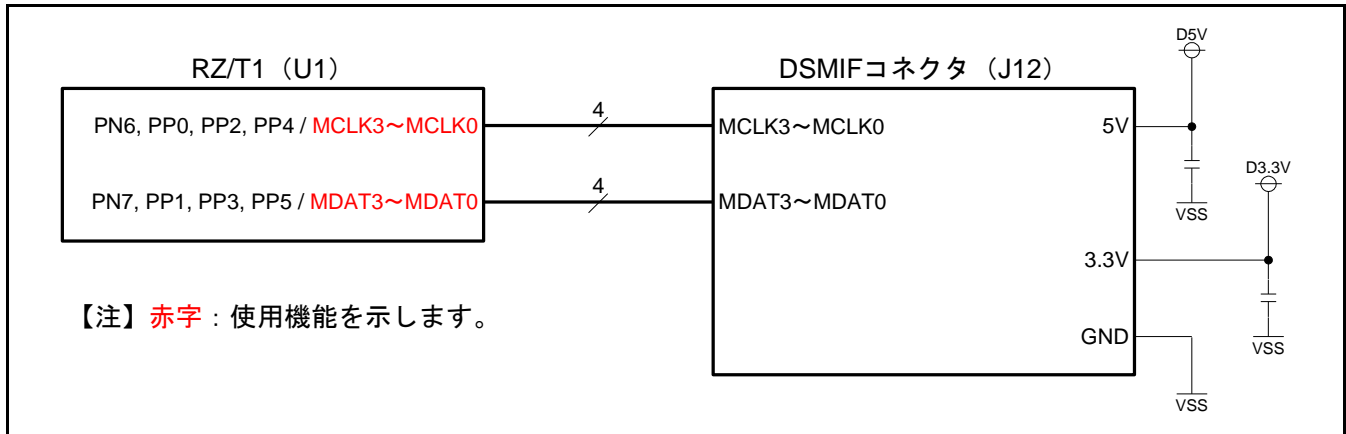 D5V
RZ/T1（U1）
DSMIFコネクタ（J12）
PN6, PP0, PP2, PP4 / MCLK3～MCLK0
4
MCLK3～MCLK0
5V
D3.3V
PN7, PP1, PP3, PP5 / MDAT3～MDAT0
4
MDAT3～MDAT0
VSS
3.3V
【注】赤字：使用機能を示します。
GND
VSS
VSS